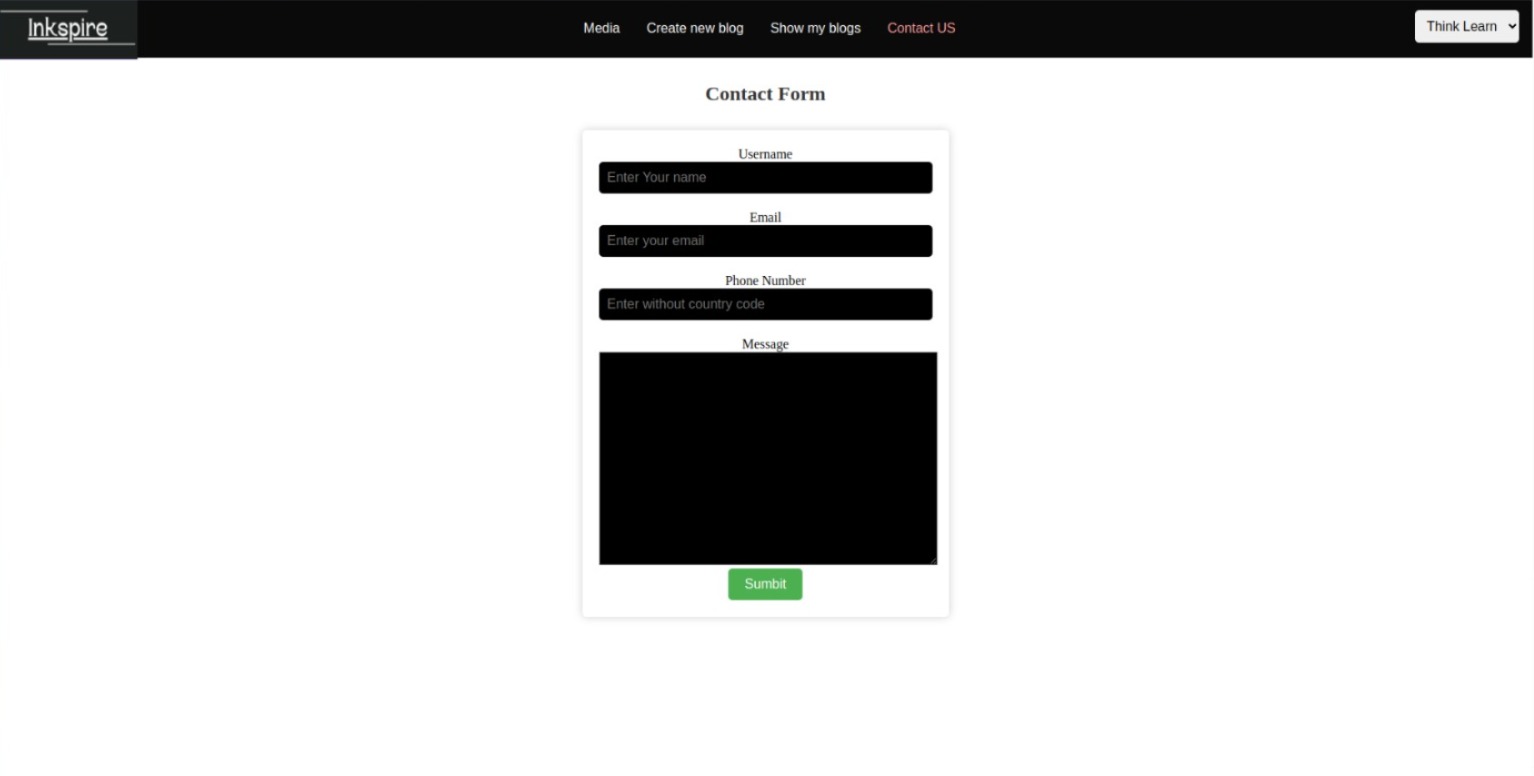 Inkspire
Media Create new blog Show my blogs Contact US
Think Learn
Contact Form
Username
Enter Your name
Email
Enter your email
Phone Number
Enter without country code
Message
Sumbit